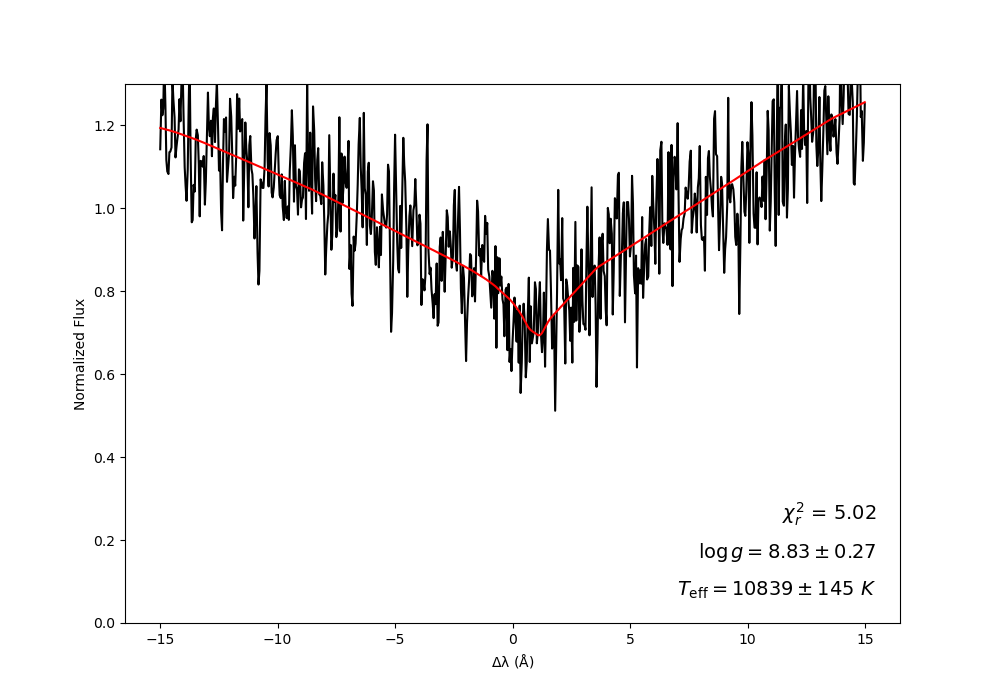 1.2
1.0
0.8
0.6
0.4
0.2
0.0
Normalized Flux
χ²ᵣ = 5.02
log g = 8.83 ± 0.27
T_eff = 10839 ± 145 K
−15 −10 −5 0 5 10 15
Δλ (Å)